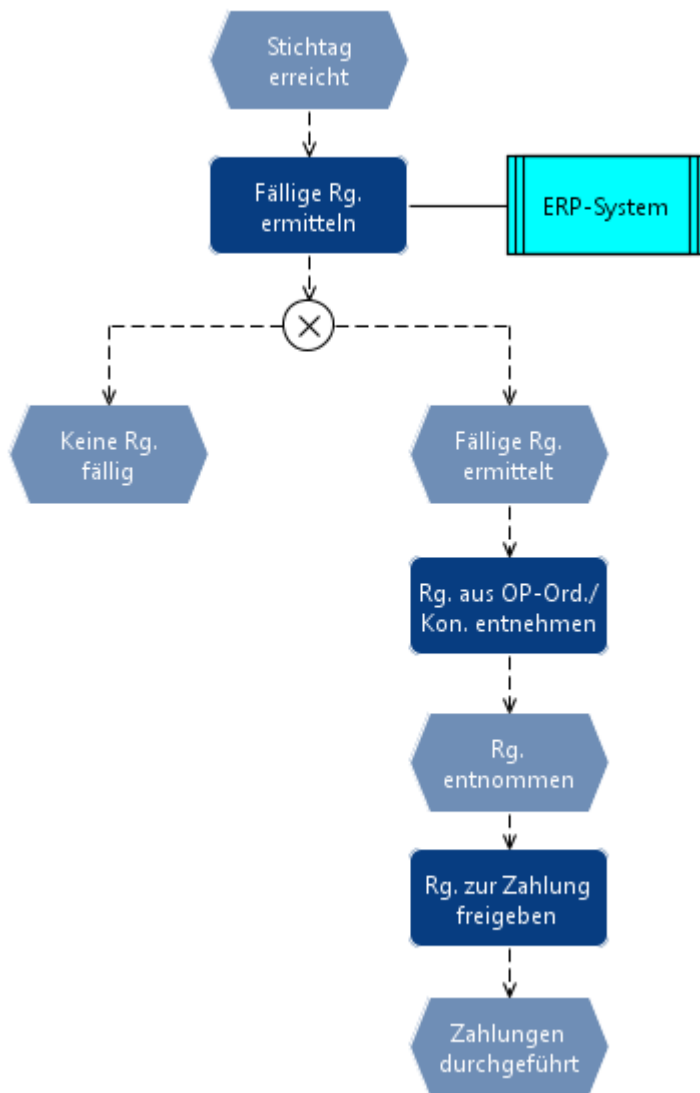 Stichtag
erreicht
Fällige Rg.
ermitteln
ERP-System
Keine Rg.
fällig
Fällige Rg.
ermittelt
Rg. aus OP-Ord./
Kon. entnehmen
Rg.
entnommen
Rg. zur Zahlung
freigeben
Zahlungen
durchgeführt